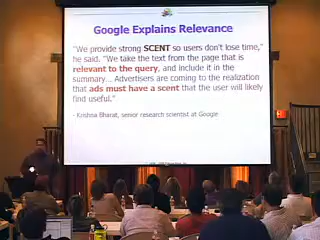 Google Explains Relevance
“We provide strong SCENT so users don't lose time,”
he said. “We take the text from the page that is
relevant to the query, and include it in the
summary... Advertisers are coming to the realization
that ads must have a scent that the user will likely
find useful.”
- Krishna Bharat, senior research scientist at Google